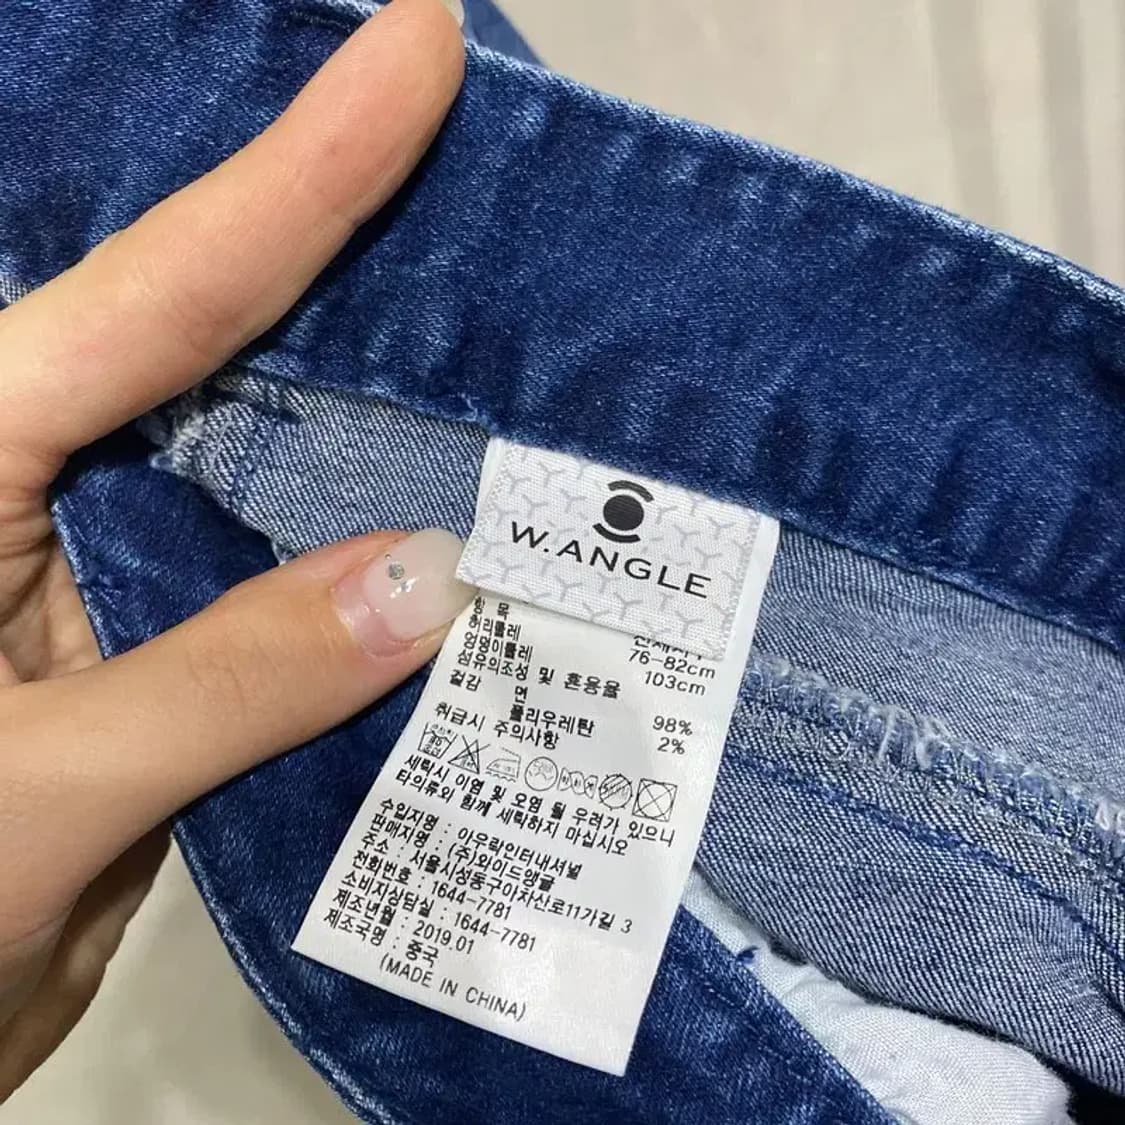 W.ANGLE
항 목
허리둘레 76-82cm
엉덩이둘레 103cm
섬유의조성 및 혼용율
겉감 면 98%
폴리우레탄 2%
취급시 주의사항
세탁시 이염 및 오염 될 우려가 있으니
타의류와 함께 세탁하지 마십시오
수입자명 : 아우락인터내셔널
판매자명 : (주)와이드앵글
주소 : 서울시성동구아차산로11가길 3
전화번호 : 1644-7781
소비자상담실 : 1644-7781
제조년월 : 2019.01
제조국명 : 중국
(MADE IN CHINA)